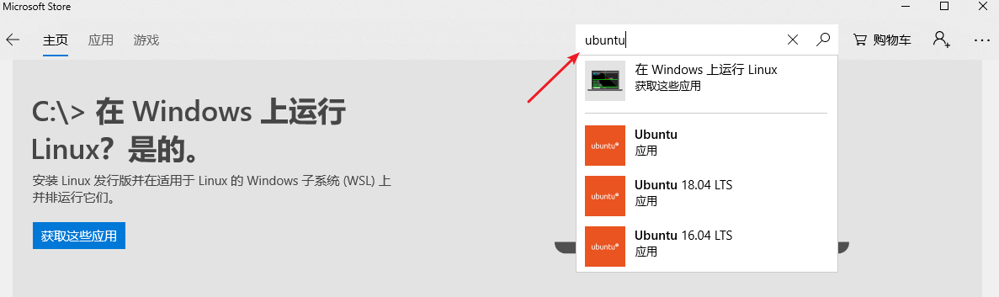 Microsoft Store
主页 应用 游戏 ubuntu 购物车
在 Windows 上运行 Linux
获取这些应用
C:\> 在 Windows 上运行
Linux？是的。
安装 Linux 发行版并在适用于 Linux 的 Windows 子系统 (WSL) 上
并排运行它们。
获取这些应用
ubuntu
Ubuntu
应用
ubuntu
Ubuntu 18.04 LTS
应用
ubuntu
Ubuntu 16.04 LTS
应用